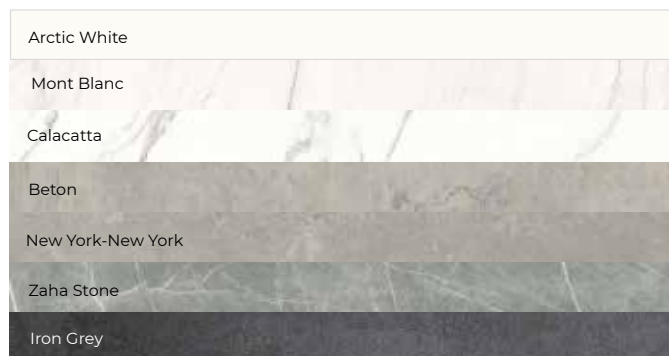 Arctic White
Mont Blanc
Calacatta
Beton
New York-New York
Zaha Stone
Iron Grey